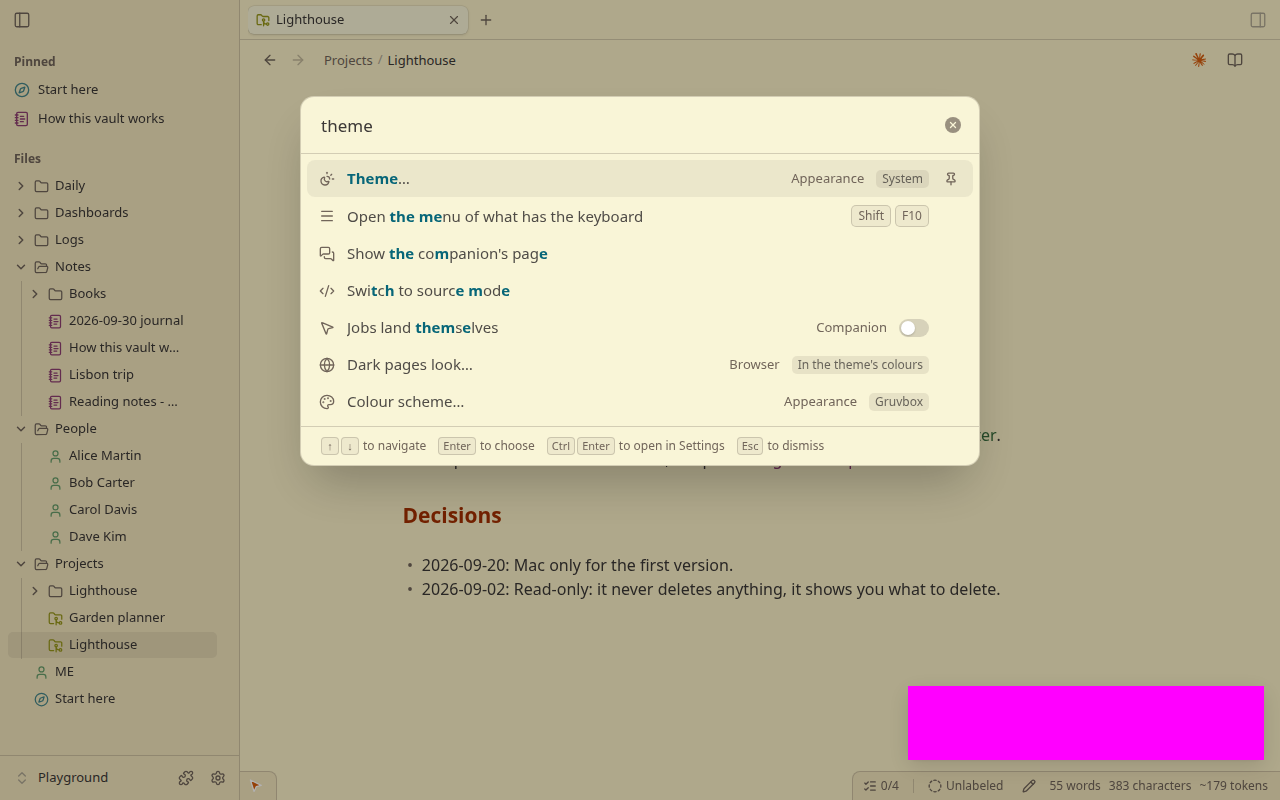 Lighthouse
Pinned
Start here
How this vault works
Files
Daily
Dashboards
Logs
Notes
Books
2026-09-30 journal
How this vault w...
Lisbon trip
Reading notes - ...
People
Alice Martin
Bob Carter
Carol Davis
Dave Kim
Projects
Lighthouse
Garden planner
Lighthouse
ME
Start here
Playground
Projects / Lighthouse
theme
Theme... Appearance System
Open the menu of what has the keyboard Shift F10
Show the companion's page
Switch to source mode
Jobs land themselves Companion
Dark pages look... Browser In the theme's colours
Colour scheme... Appearance Gruvbox
↑ ↓ to navigate Enter to choose Ctrl Enter to open in Settings Esc to dismiss
Decisions
• 2026-09-20: Mac only for the first version.
• 2026-09-02: Read-only: it never deletes anything, it shows you what to delete.
0/4 Unlabeled 55 words 383 characters ~179 tokens